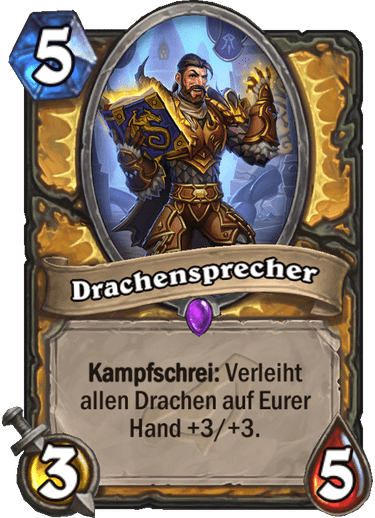 5
Drachensprecher
Kampfschrei: Verleiht
allen Drachen auf Eurer
Hand +3/+3.
3
5